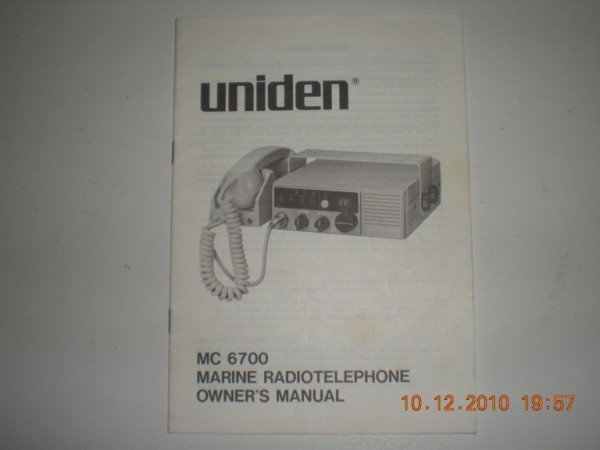 uniden®
MC 6700
MARINE RADIOTELEPHONE
OWNER'S MANUAL
10.12.2010 19:57